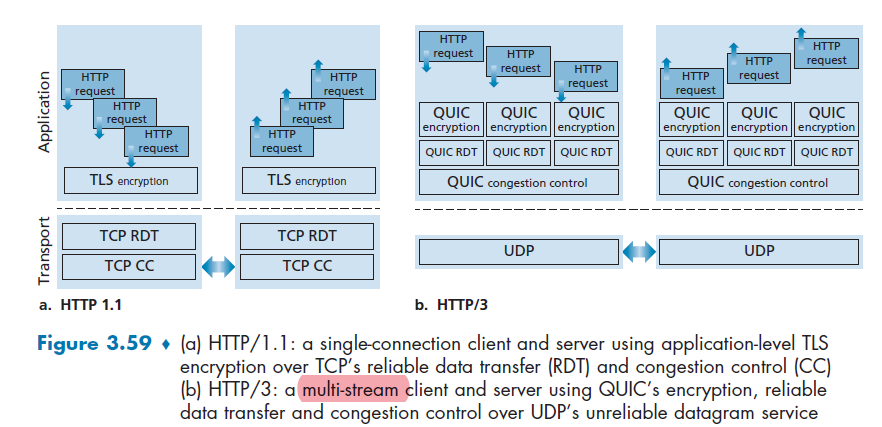 Application
HTTP
request
HTTP
request
HTTP
request
TLS encryption
HTTP
request
HTTP
request
HTTP
request
TLS encryption
Transport
TCP RDT
TCP CC
TCP RDT
TCP CC
a. HTTP 1.1
HTTP
request
HTTP
request
HTTP
request
QUIC
encryption
QUIC
encryption
QUIC
encryption
QUIC RDT
QUIC RDT
QUIC RDT
QUIC congestion control
HTTP
request
HTTP
request
HTTP
request
QUIC
encryption
QUIC
encryption
QUIC
encryption
QUIC RDT
QUIC RDT
QUIC RDT
QUIC congestion control
UDP
UDP
b. HTTP/3
Figure 3.59 ♦ (a) HTTP/1.1: a single-connection client and server using application-level TLS
encryption over TCP’s reliable data transfer (RDT) and congestion control (CC)
(b) HTTP/3: a multi-stream client and server using QUIC’s encryption, reliable
data transfer and congestion control over UDP’s unreliable datagram service